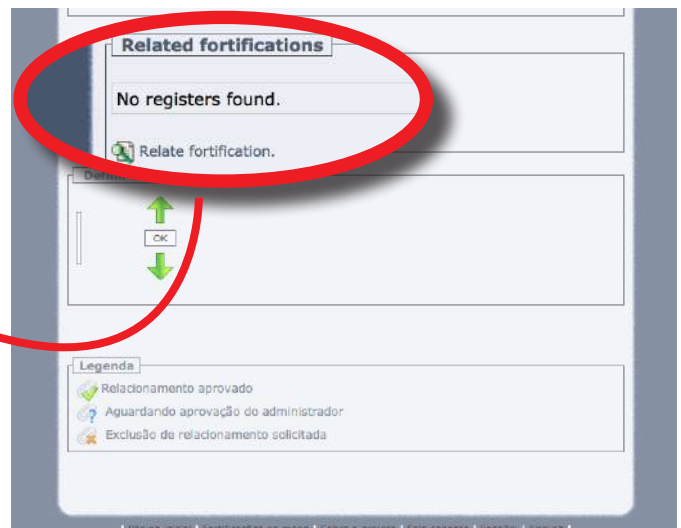 Related fortifications
No registers found.
Relate fortification.
OK
Legenda
Relacionamento aprovado
Aguardando aprovação do administrador
Exclusão de relacionamento solicitada